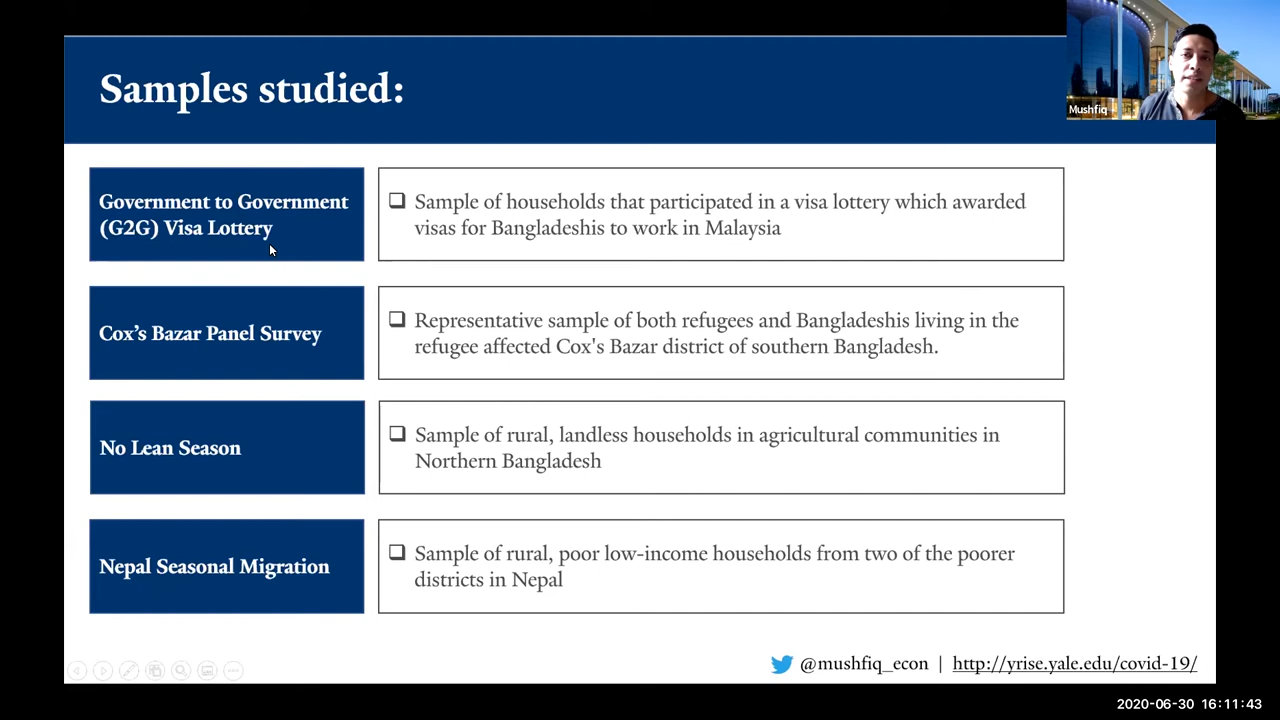 Samples studied:
Mushfiq
Government to Government
(G2G) Visa Lottery
❑ Sample of households that participated in a visa lottery which awarded
visas for Bangladeshis to work in Malaysia
Cox's Bazar Panel Survey
❑ Representative sample of both refugees and Bangladeshis living in the
refugee affected Cox's Bazar district of southern Bangladesh.
No Lean Season
❑ Sample of rural, landless households in agricultural communities in
Northern Bangladesh
Nepal Seasonal Migration
❑ Sample of rural, poor low-income households from two of the poorer
districts in Nepal
@mushfiq_econ | http://yrise.yale.edu/covid-19/
2020-06-30 16:11:43